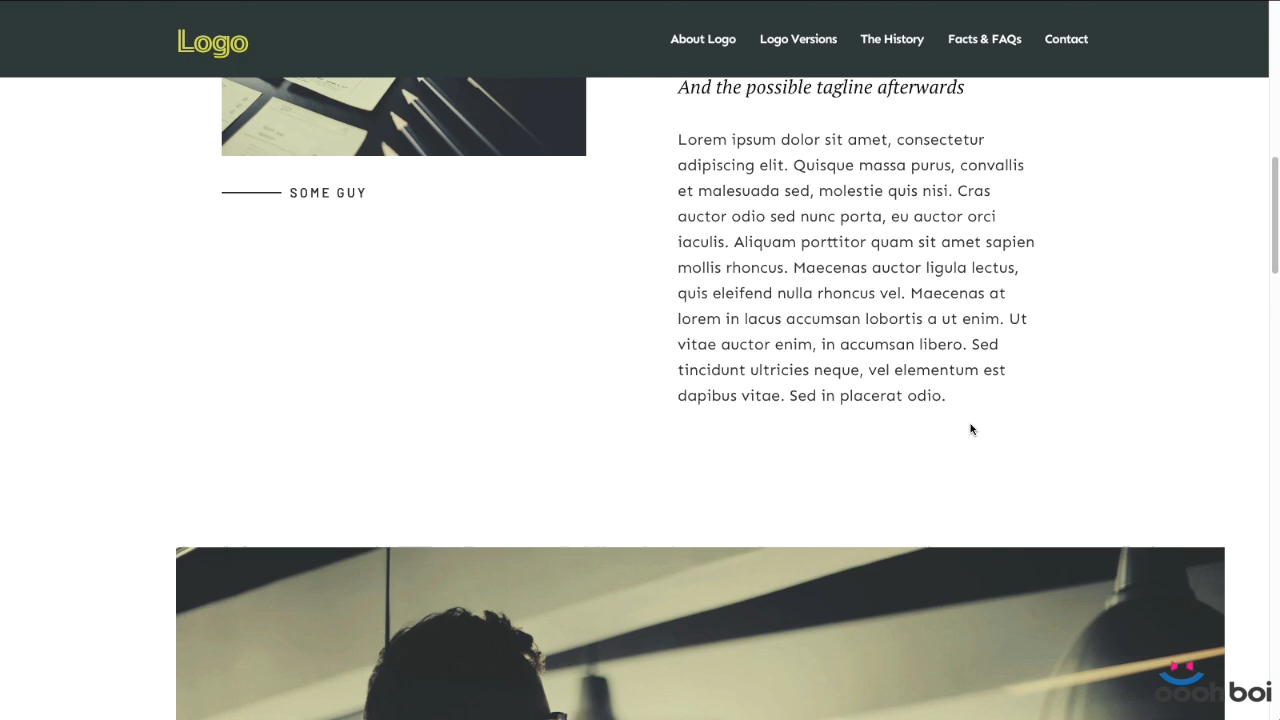 Logo
About Logo Logo Versions The History Facts & FAQs Contact
And the possible tagline afterwards
Lorem ipsum dolor sit amet, consectetur
adipiscing elit. Quisque massa purus, convallis
et malesuada sed, molestie quis nisi. Cras
auctor odio sed nunc porta, eu auctor orci
iaculis. Aliquam porttitor quam sit amet sapien
mollis rhoncus. Maecenas auctor ligula lectus,
quis eleifend nulla rhoncus vel. Maecenas at
lorem in lacus accumsan lobortis a ut enim. Ut
vitae auctor enim, in accumsan libero. Sed
tincidunt ultricies neque, vel elementum est
dapibus vitae. Sed in placerat odio.
SOME GUY
ooohboi